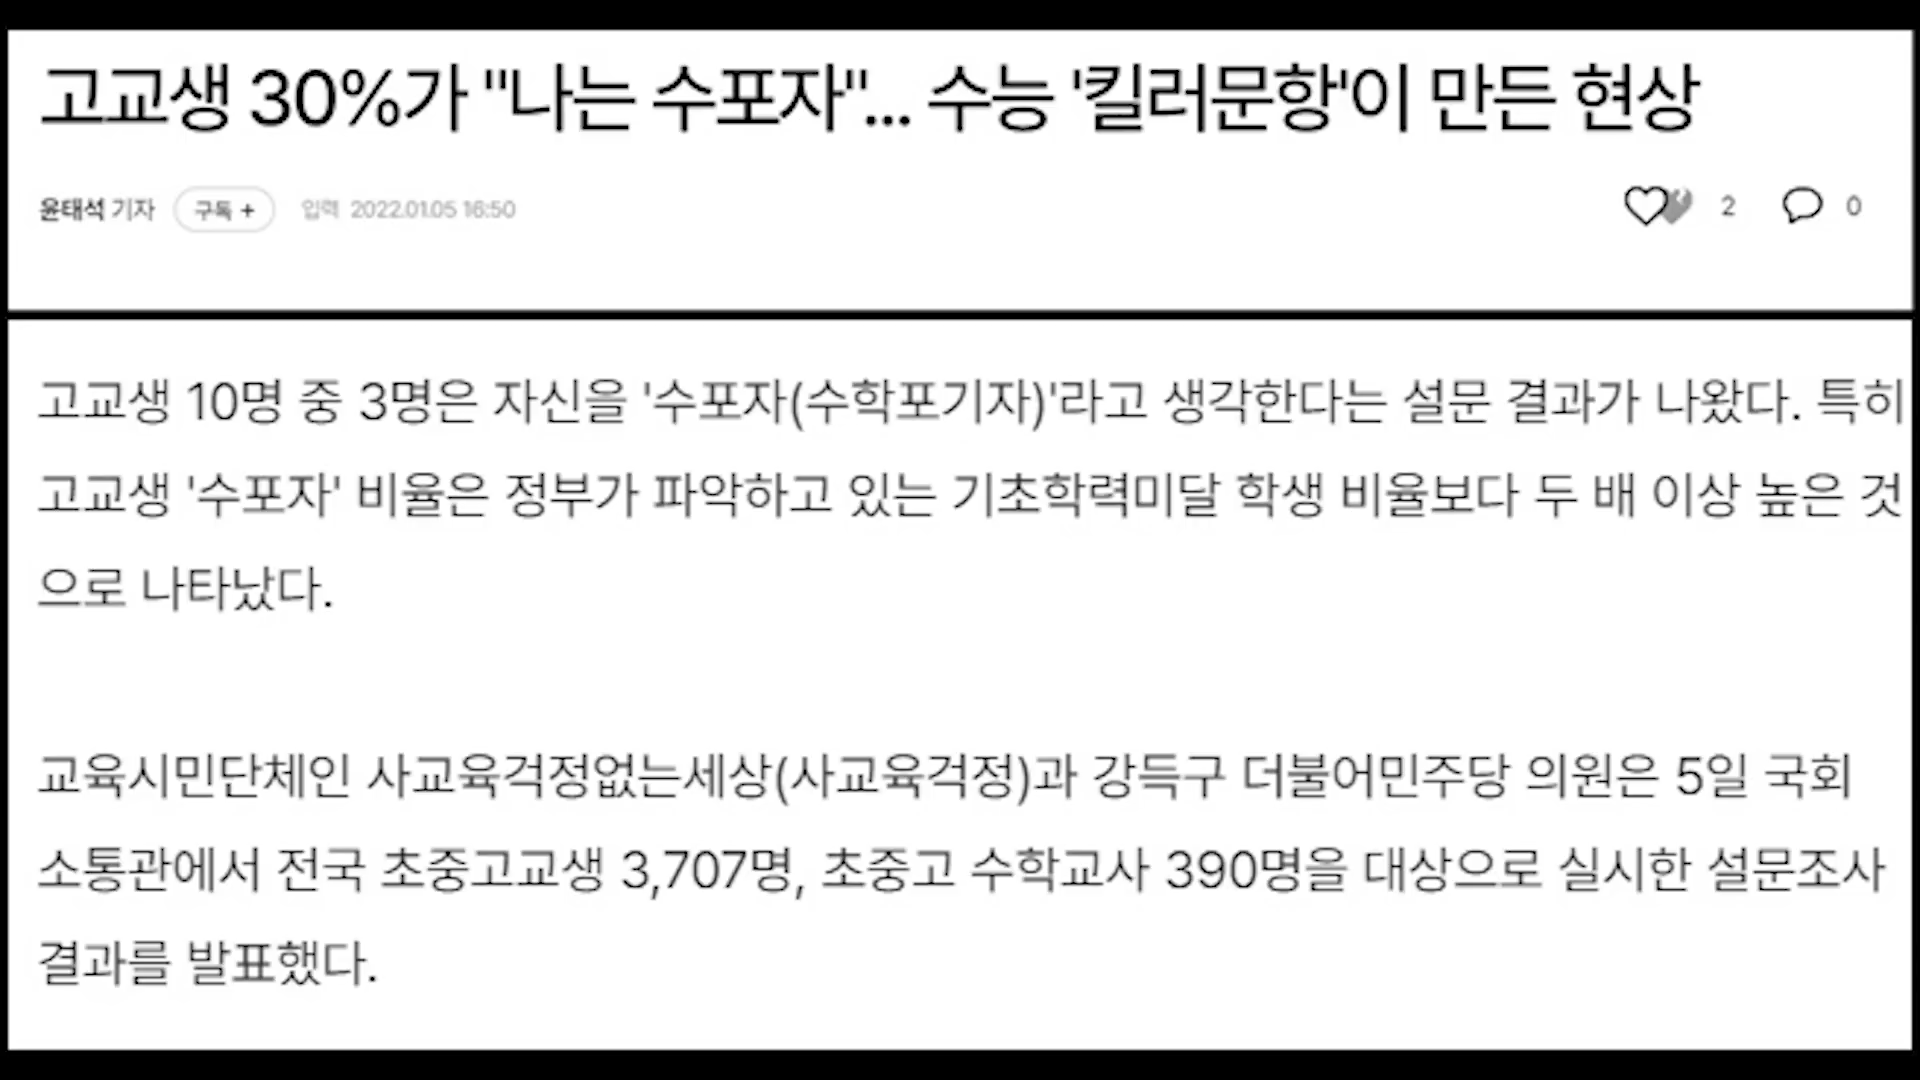 고교생 30%가 "나는 수포자"... 수능 '킬러문항'이 만든 현상
윤태석 기자 구독 + 입력 2022.01.05 16:50 2 0
고교생 10명 중 3명은 자신을 '수포자(수학포기자)'라고 생각한다는 설문 결과가 나왔다. 특히
고교생 '수포자' 비율은 정부가 파악하고 있는 기초학력미달 학생 비율보다 두 배 이상 높은 것
으로 나타났다.
교육시민단체인 사교육걱정없는세상(사교육걱정)과 강득구 더불어민주당 의원은 5일 국회
소통관에서 전국 초중고교생 3,707명, 초중고 수학교사 390명을 대상으로 실시한 설문조사
결과를 발표했다.